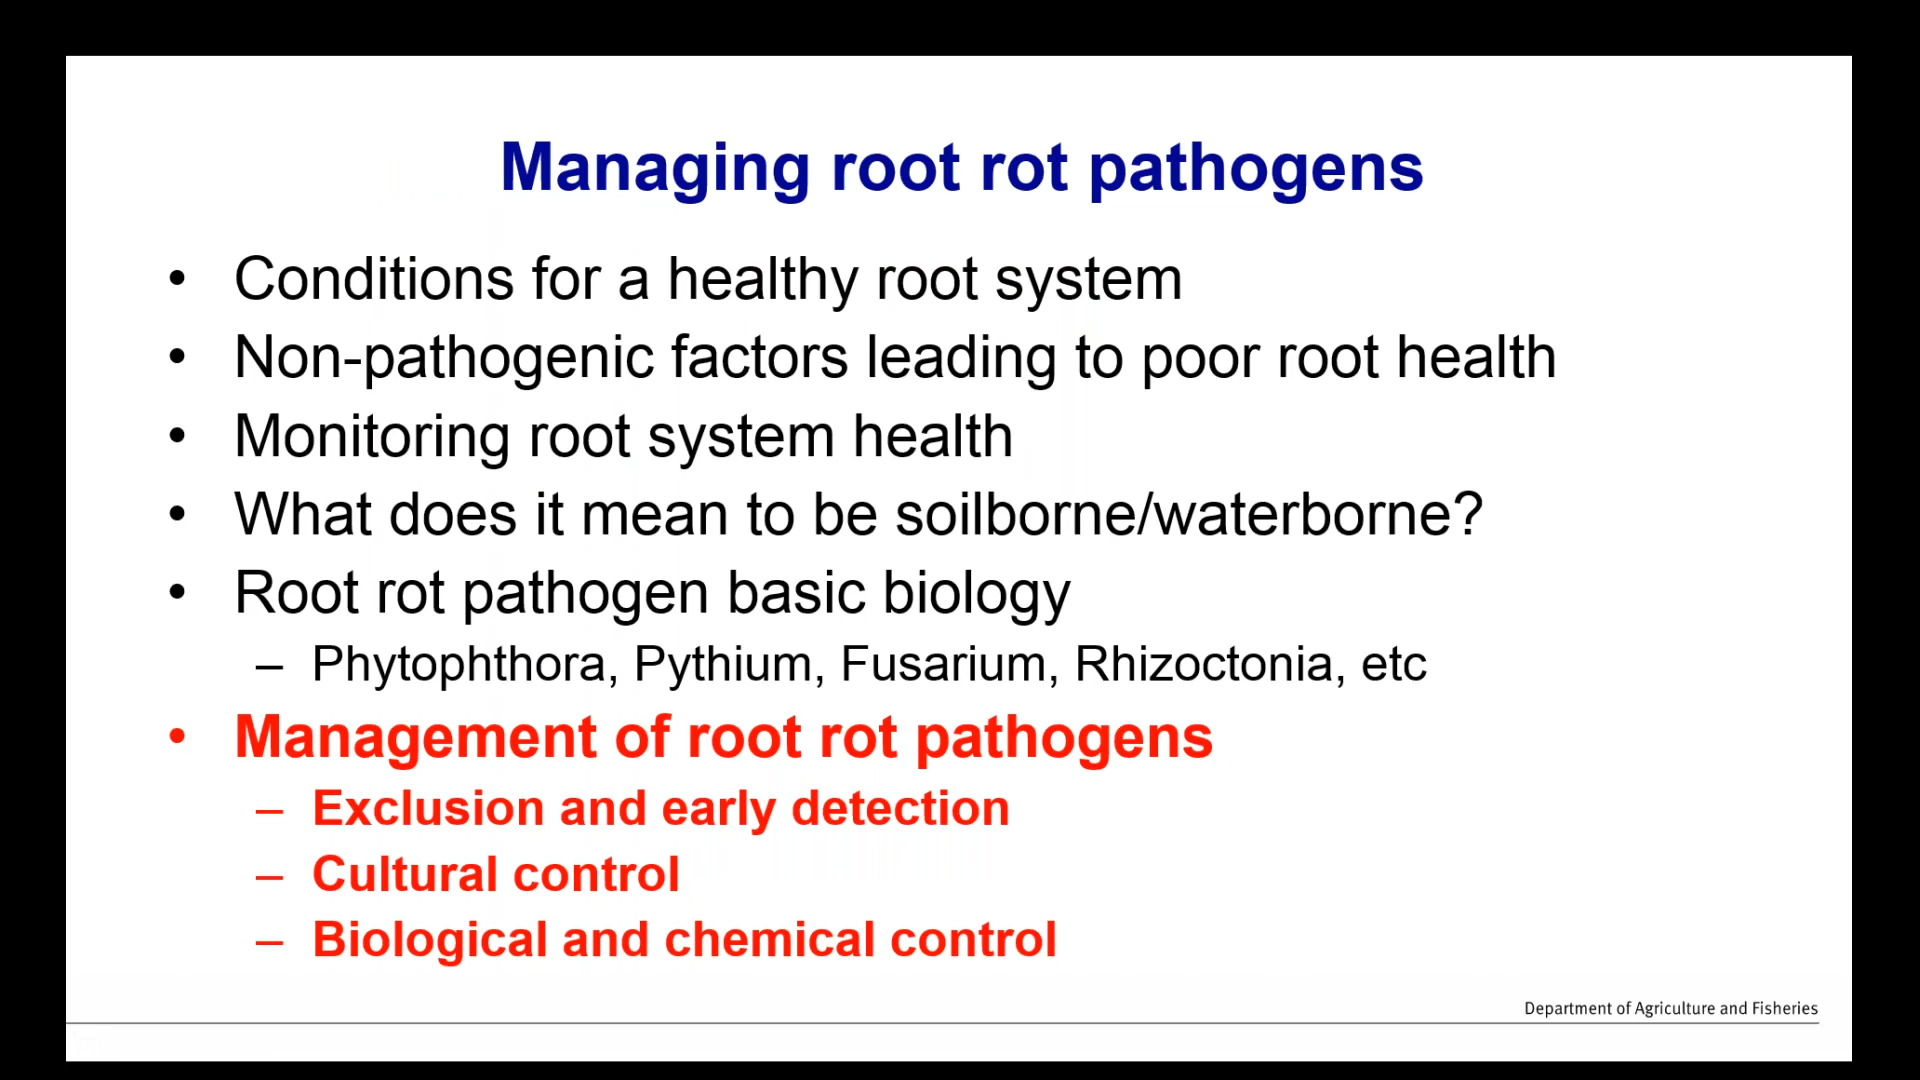 Managing root rot pathogens
• Conditions for a healthy root system
• Non-pathogenic factors leading to poor root health
• Monitoring root system health
• What does it mean to be soilborne/waterborne?
• Root rot pathogen basic biology
– Phytophthora, Pythium, Fusarium, Rhizoctonia, etc
• Management of root rot pathogens
– Exclusion and early detection
– Cultural control
– Biological and chemical control
Department of Agriculture and Fisheries